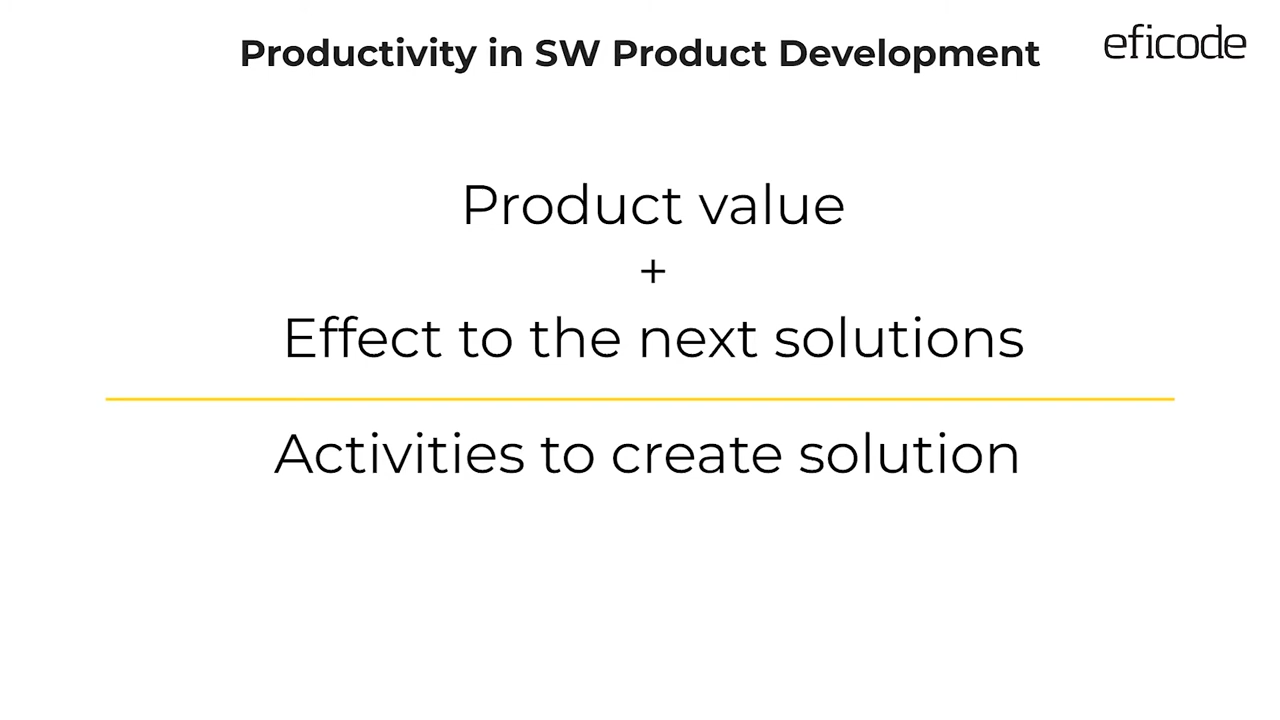 Productivity in SW Product Development
eficode
Product value
+
Effect to the next solutions
Activities to create solution